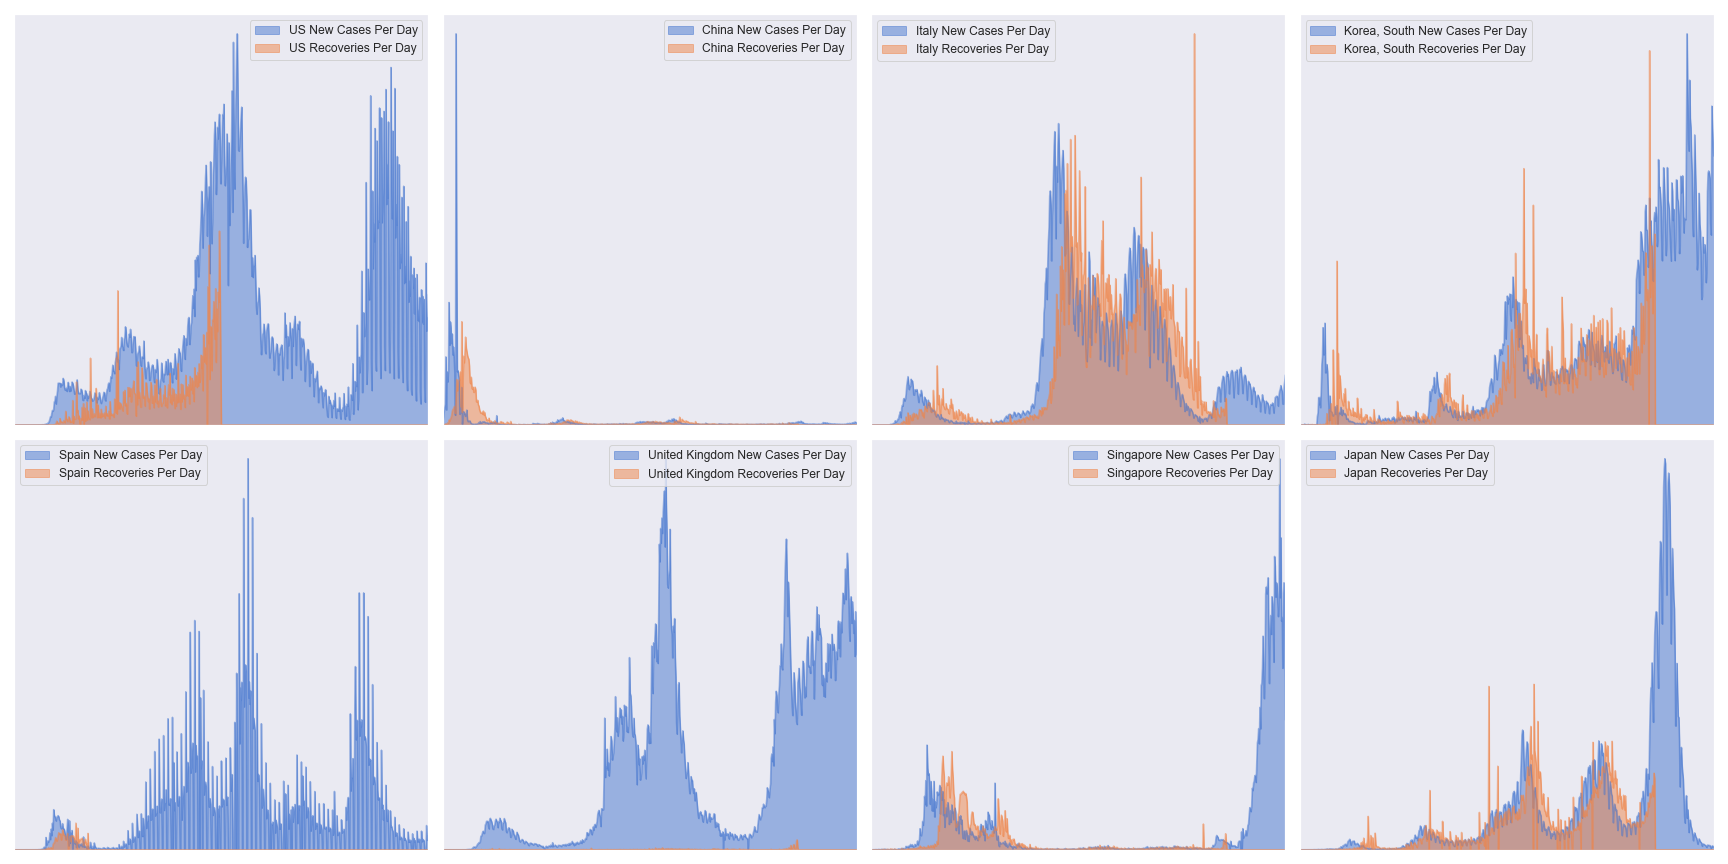 US New Cases Per Day
US Recoveries Per Day
China New Cases Per Day
China Recoveries Per Day
Italy New Cases Per Day
Italy Recoveries Per Day
Korea, South New Cases Per Day
Korea, South Recoveries Per Day
Spain New Cases Per Day
Spain Recoveries Per Day
United Kingdom New Cases Per Day
United Kingdom Recoveries Per Day
Singapore New Cases Per Day
Singapore Recoveries Per Day
Japan New Cases Per Day
Japan Recoveries Per Day